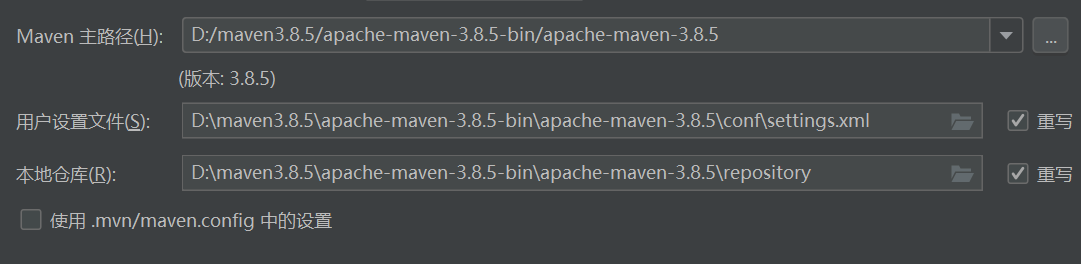 Maven 主路径(H): D:/maven3.8.5/apache-maven-3.8.5-bin/apache-maven-3.8.5 ...
(版本: 3.8.5)
用户设置文件(S): D:\maven3.8.5\apache-maven-3.8.5-bin\apache-maven-3.8.5\conf\settings.xml 重写
本地仓库(R): D:\maven3.8.5\apache-maven-3.8.5-bin\apache-maven-3.8.5\repository 重写
使用 .mvn/maven.config 中的设置